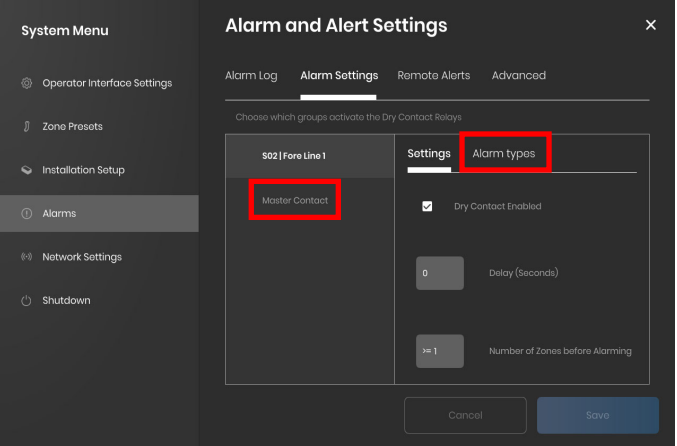 System Menu
Operator Interface Settings
Zone Presets
Installation Setup
Alarms
Network Settings
Shutdown
Alarm and Alert Settings
Alarm Log
Alarm Settings
Remote Alerts
Advanced
Choose which groups activate the Dry Contact Relays
S02 | Fore Line 1
Master Contact
Settings
Alarm types
Dry Contact Enabled
0
Delay (Seconds)
>= 1
Number of Zones before Alarming
Cancel
Save